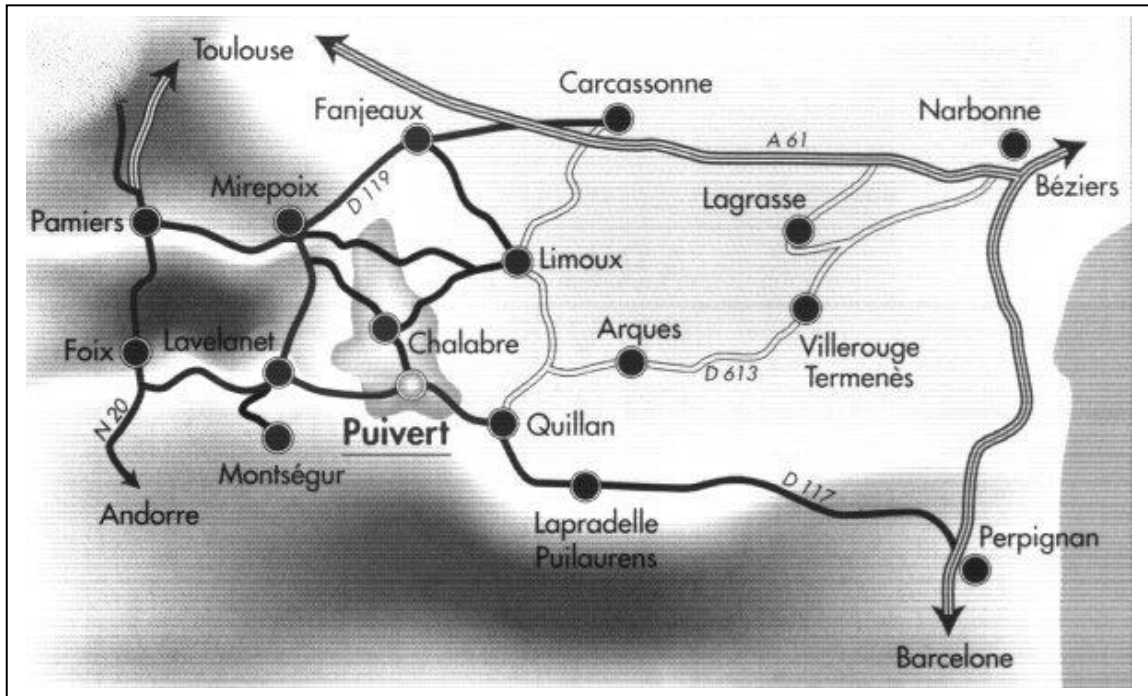 Toulouse
Carcassonne
Fanjeaux
Narbonne
A 61
Béziers
Mirepoix
D 119
Pamiers
Lagrasse
Limoux
Foix
Lavelanet
Chalabre
Arques
Villerouge
Termenès
D 613
N 20
Puivert
Quillan
Montségur
D 117
Andorre
Lapradelle
Puilaurens
Perpignan
Barcelone